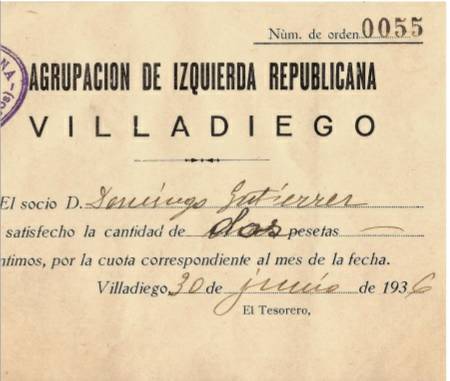 Núm. de orden 0055
AGRUPACION DE IZQUIERDA REPUBLICANA
VILLADIEGO
El socio D. Domingo Gutierrez
satisfecho la cantidad de dos pesetas —
ntimos, por la cuota correspondiente al mes de la fecha.
Villadiego, 30 de junio de 1936
El Tesorero,